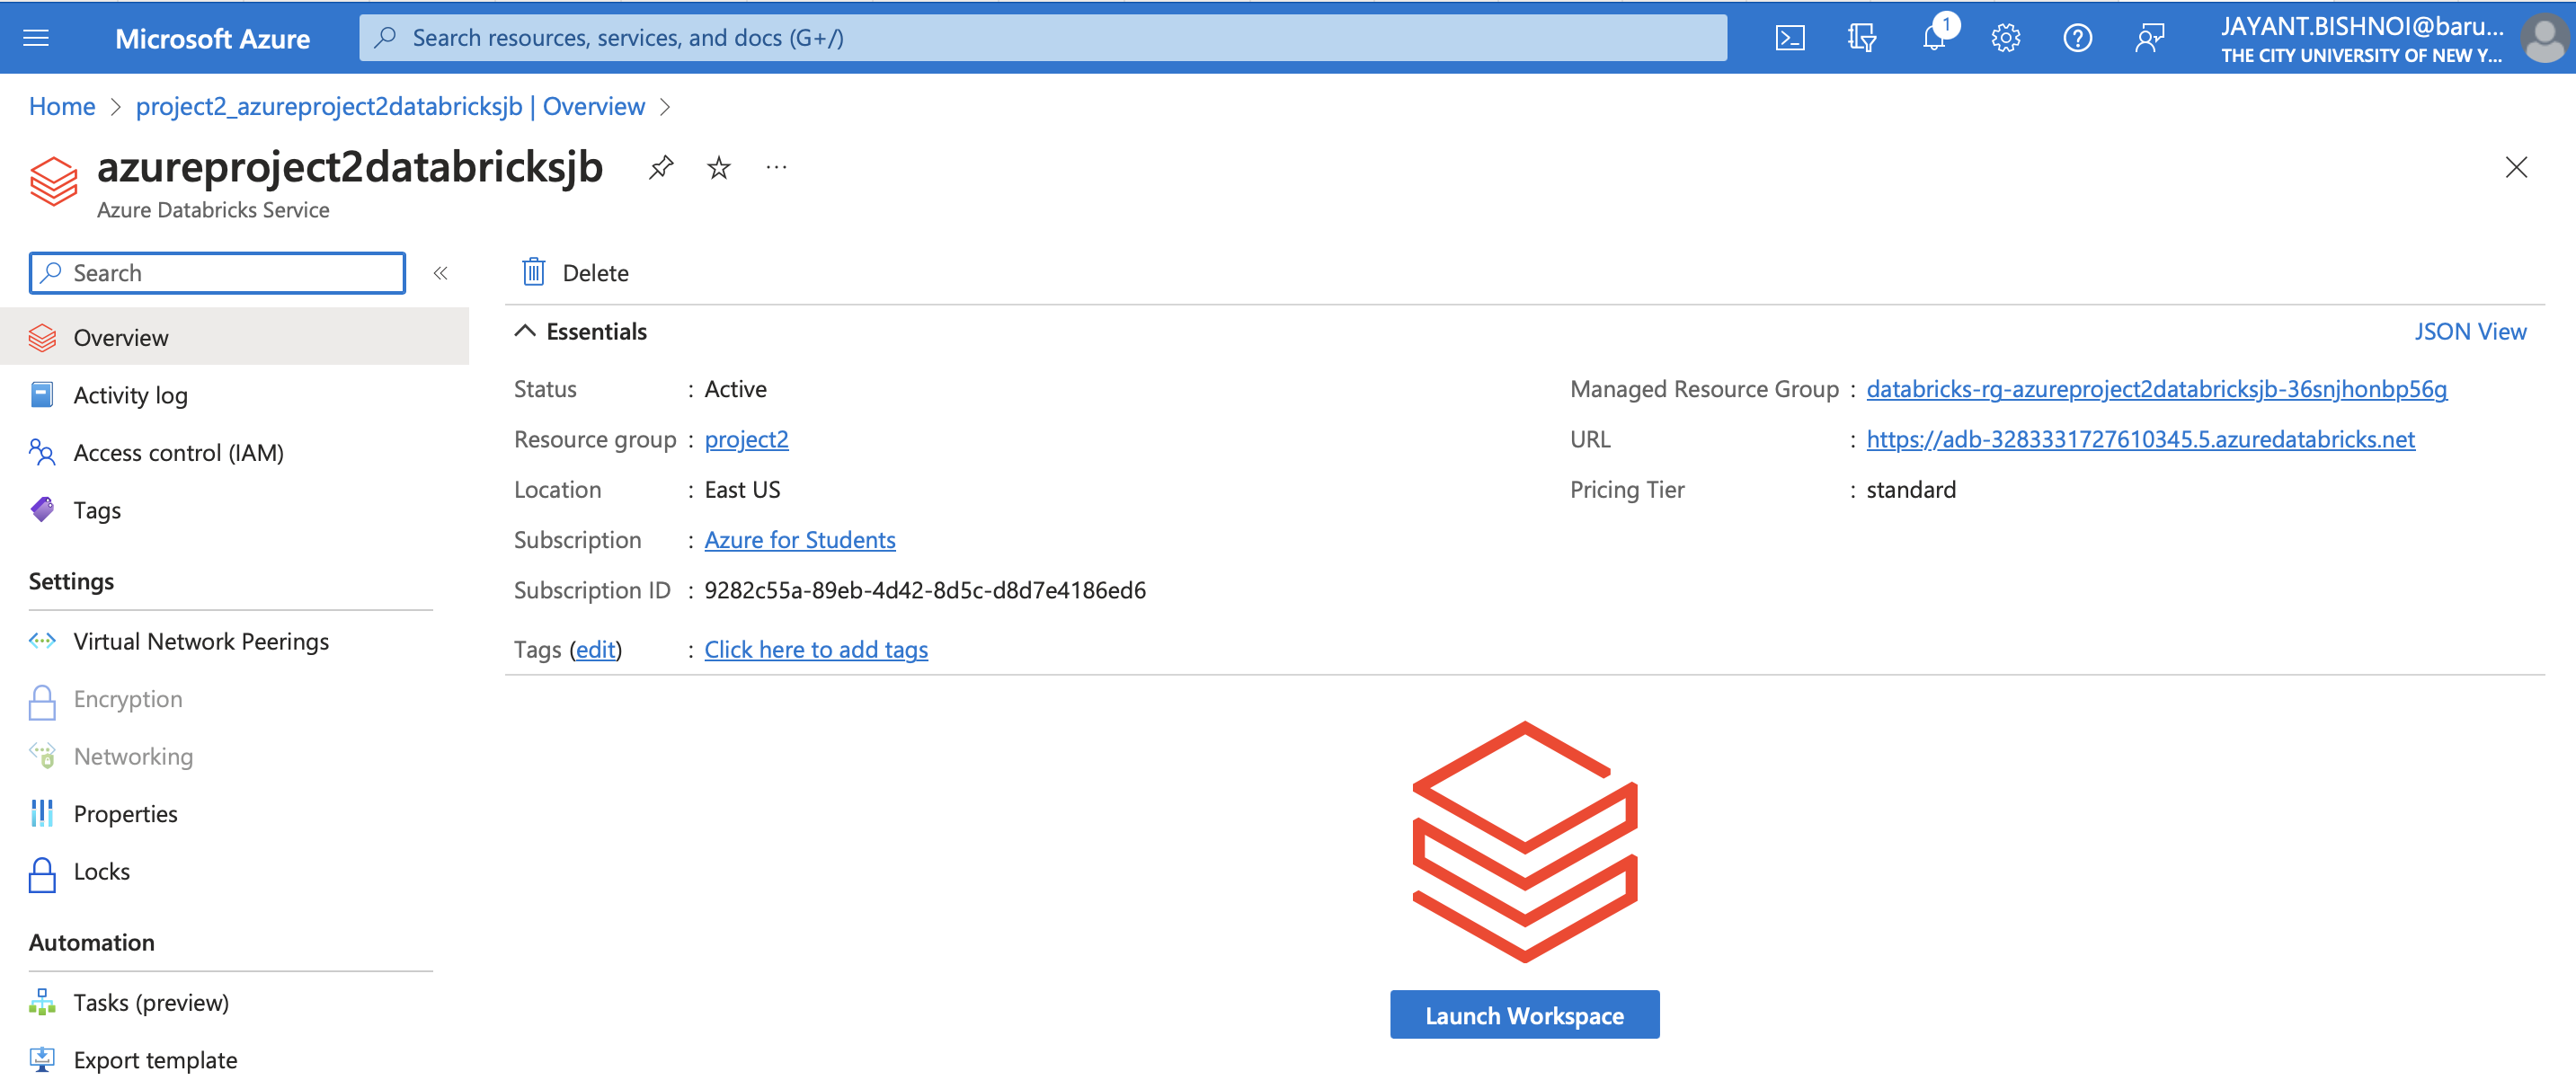 Microsoft Azure
Search resources, services, and docs (G+/)
1
JAYANT.BISHNOI@baru...
THE CITY UNIVERSITY OF NEW Y...
Home > project2_azureproject2databricksjb | Overview >
azureproject2databricksjb
Azure Databricks Service
Search
Overview
Activity log
Access control (IAM)
Tags
Settings
Virtual Network Peerings
Encryption
Networking
Properties
Locks
Automation
Tasks (preview)
Export template
Delete
Essentials
JSON View
Status : Active
Resource group : project2
Location : East US
Subscription : Azure for Students
Subscription ID : 9282c55a-89eb-4d42-8d5c-d8d7e4186ed6
Tags (edit) : Click here to add tags
Managed Resource Group : databricks-rg-azureproject2databricksjb-36snjhonbp56g
URL : https://adb-3283331727610345.5.azuredatabricks.net
Pricing Tier : standard
Launch Workspace